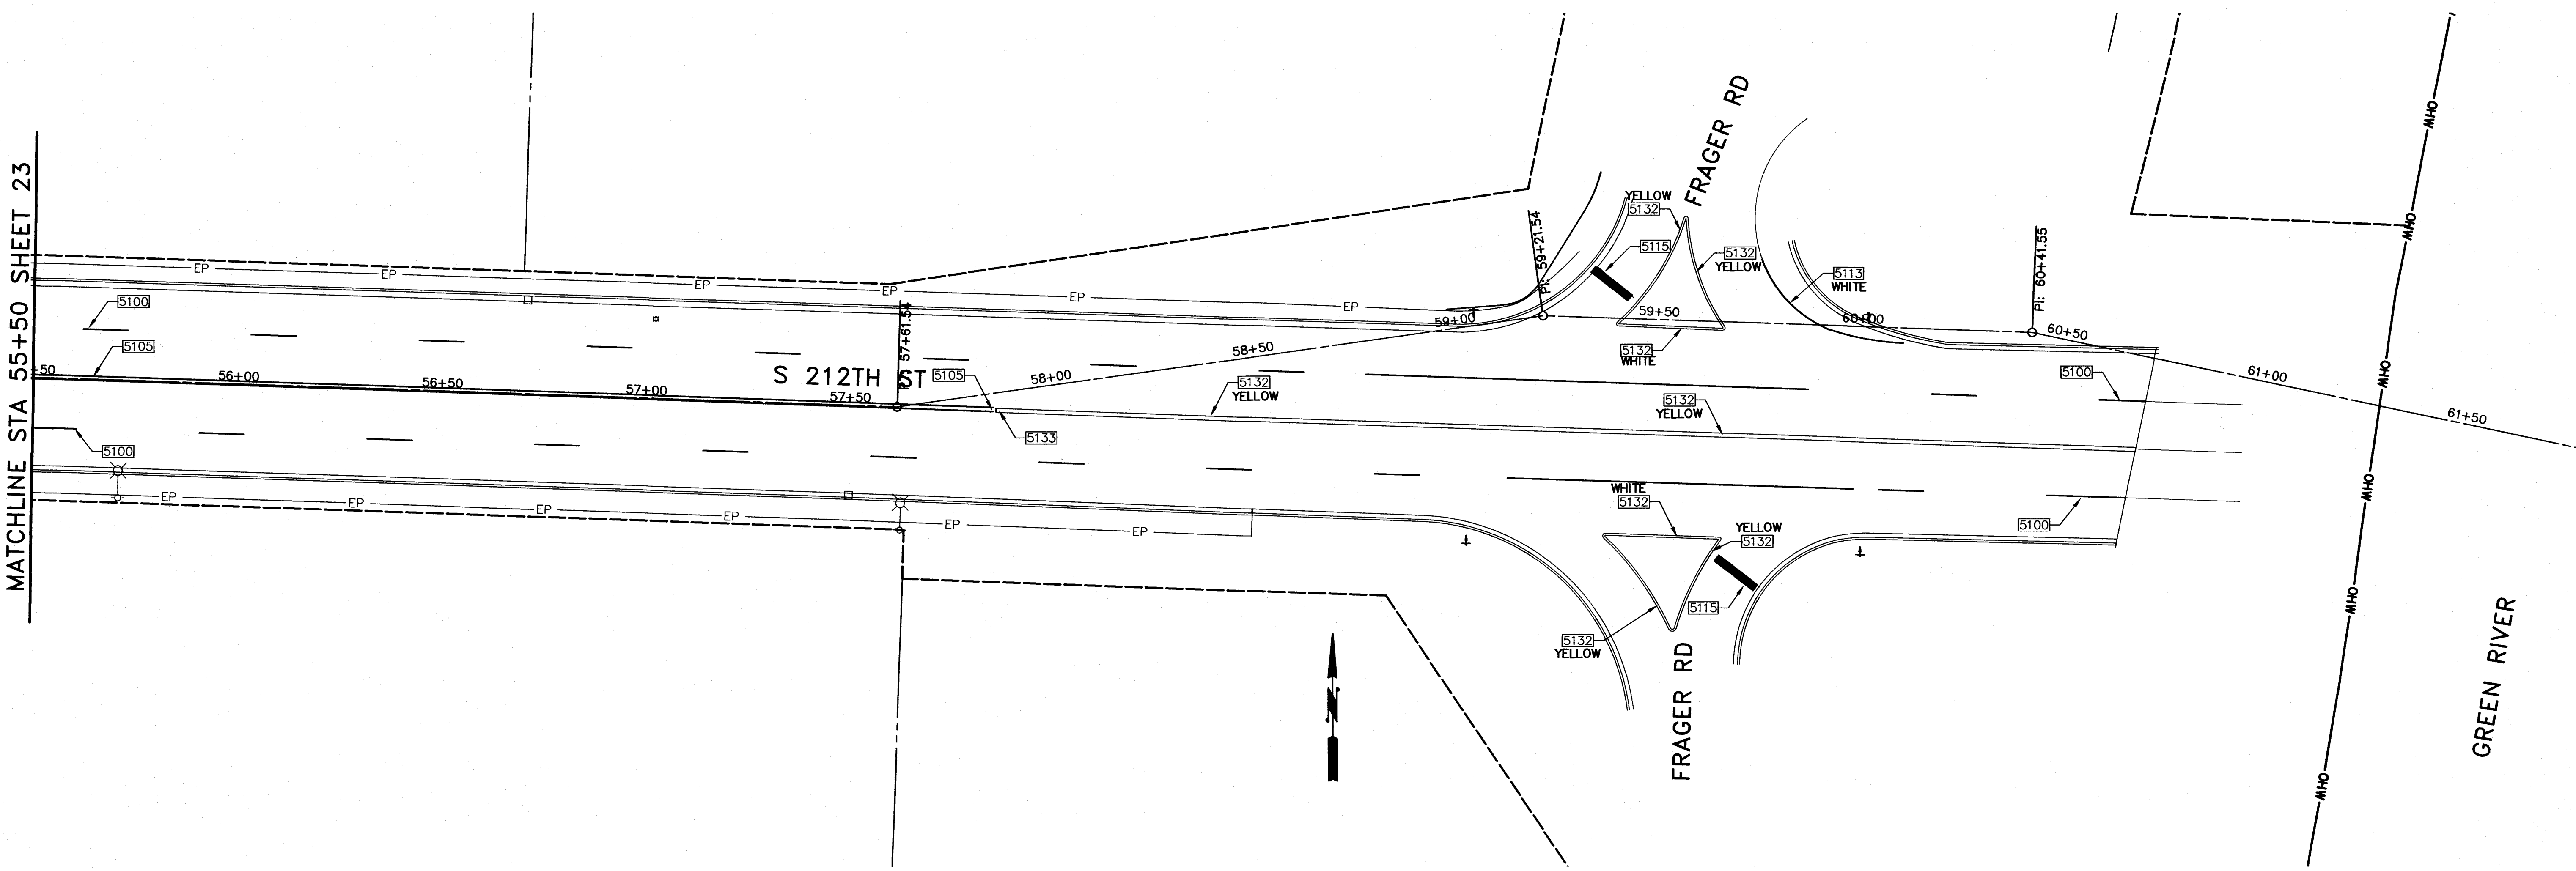 MATCHLINE STA 55+50 SHEET 23
EP
EP
EP
EP
EP
EP
5100
5105
-50
56+00
56+50
57+00
57+50
S 212TH ST
57+61.54
5105
58+00
58+50
59+00
PI: 59+21.54
59+50
60+00
PI: 60+41.55
60+50
61+00
61+50
FRAGER RD
YELLOW
5132
5115
5132
YELLOW
5113
WHITE
5132
WHITE
5132
YELLOW
5132
YELLOW
5133
5100
5100
5100
EP
EP
EP
EP
EP
EP
WHITE
5132
YELLOW
5132
5115
5132
YELLOW
FRAGER RD
N
OHW
OHW
OHW
OHW
OHW
OHW
GREEN RIVER